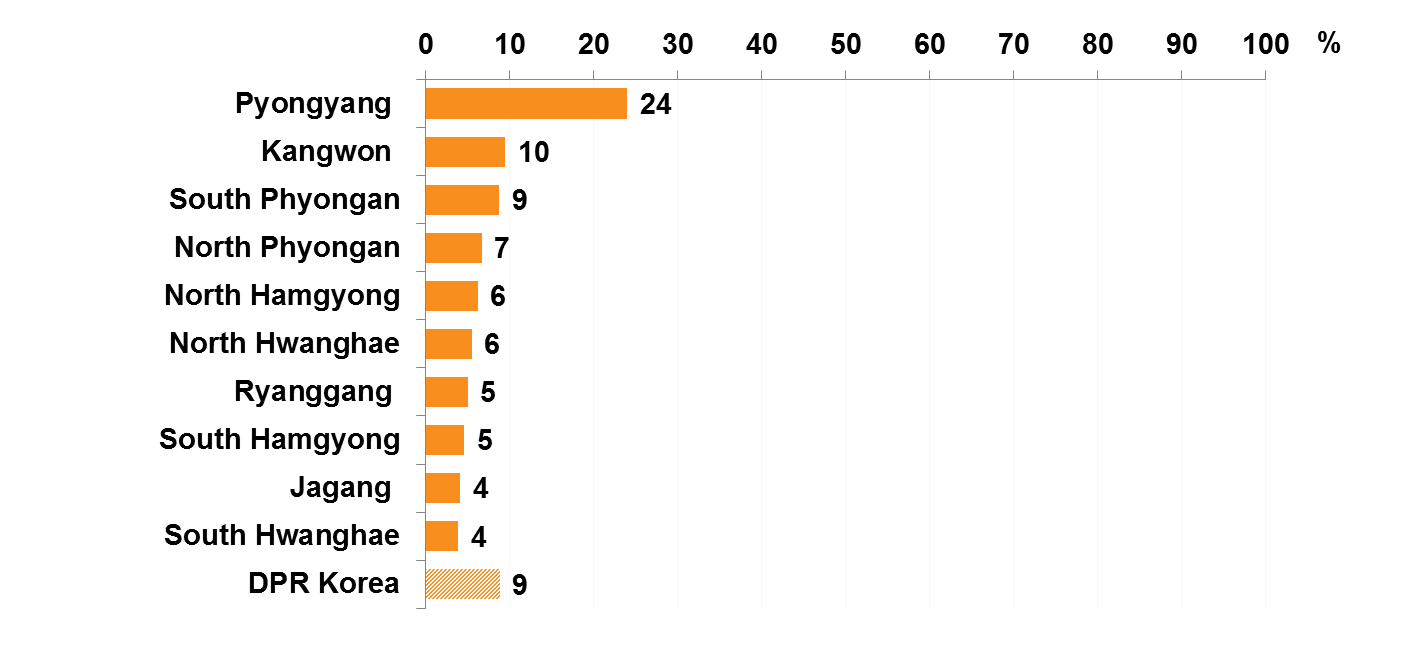 0 10 20 30 40 50 60 70 80 90 100 %
Pyongyang 24
Kangwon 10
South Phyongan 9
North Phyongan 7
North Hamgyong 6
North Hwanghae 6
Ryanggang 5
South Hamgyong 5
Jagang 4
South Hwanghae 4
DPR Korea 9